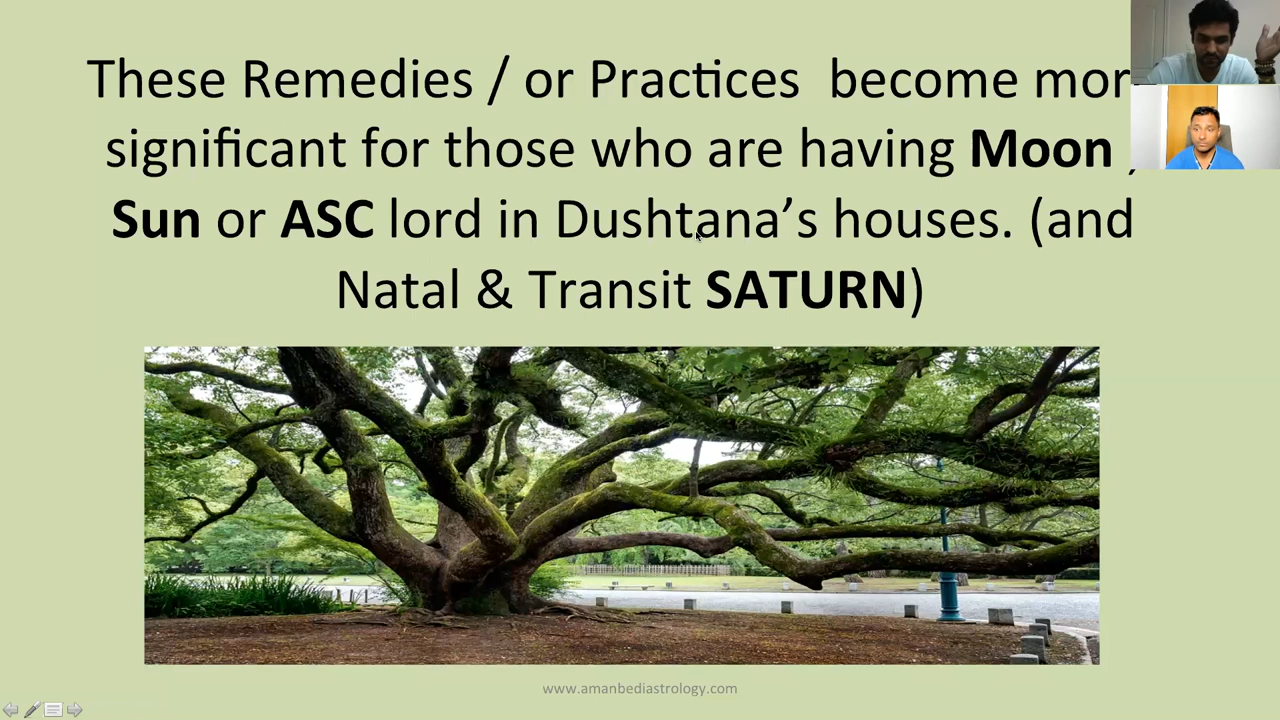 These Remedies / or Practices become mor
significant for those who are having Moon ,
Sun or ASC lord in Dushtana’s houses. (and
Natal & Transit SATURN)
www.amanbediastrology.com